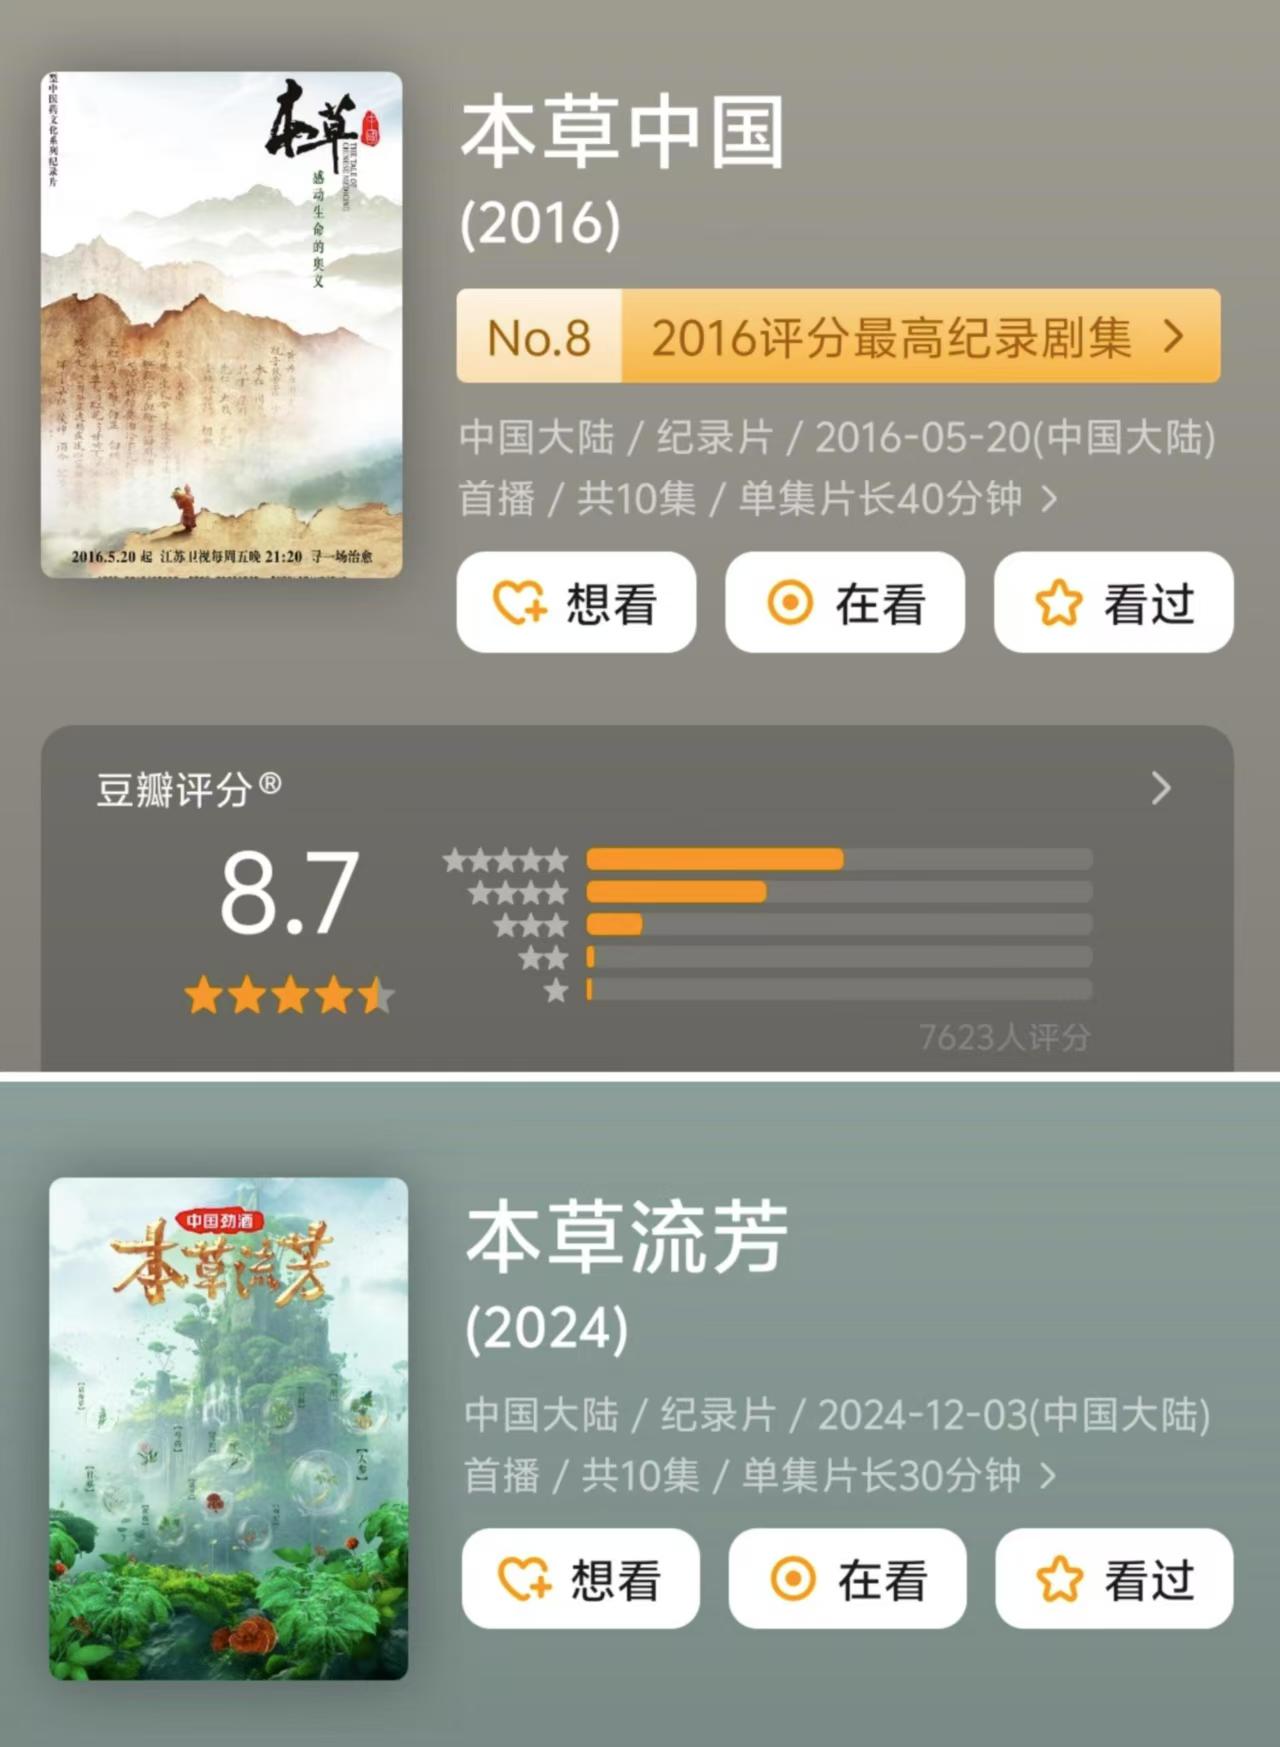 本草
中國
THE TALE OF
CHINESE MEDICINE
感动生命的奥义
型中医药文化系列纪录片
2016.5.20 起 江苏卫视每周五晚 21:20 寻一场治愈
本草中国
(2016)
No.8 2016评分最高纪录剧集
中国大陆 / 纪录片 / 2016-05-20(中国大陆)
首播 / 共10集 / 单集片长40分钟
想看 在看 看过
豆瓣评分®
8.7
7623人评分
中国劲酒
本草流芳
【人参】
本草流芳
(2024)
中国大陆 / 纪录片 / 2024-12-03(中国大陆)
首播 / 共10集 / 单集片长30分钟
想看 在看 看过